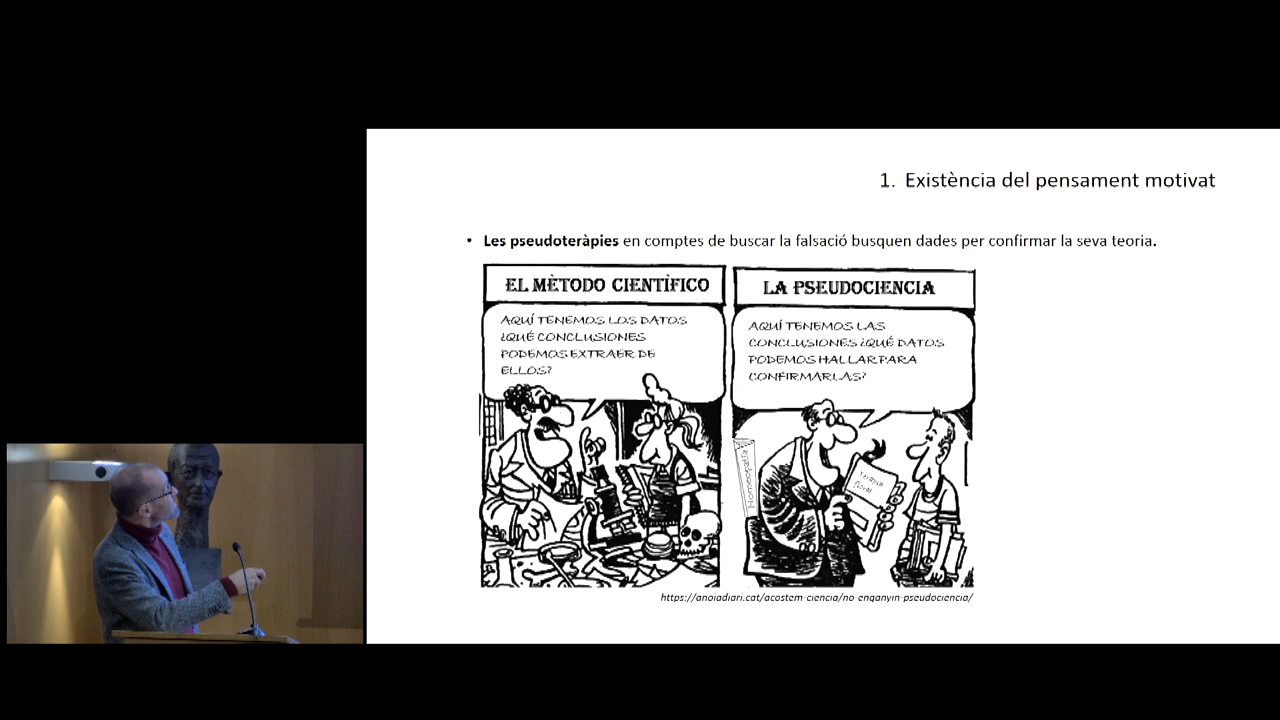 1. Existència del pensament motivat
• Les pseudoteràpies en comptes de buscar la falsació busquen dades per confirmar la seva teoria.
EL MÈTODO CIENTÍFICO
AQUÍ TENEMOS LOS DATOS
¿QUÉ CONCLUSIONES
PODEMOS EXTRAER DE
ELLOS?
LA PSEUDOCIENCIA
AQUÍ TENEMOS LAS
CONCLUSIONES ¿QUÉ DATOS
PODEMOS HALLAR PARA
CONFIRMARLAS?
Homeopatía
Terapia
floral
https://anoiadiari.cat/acostem-ciencia/no-enganyin-pseudociencia/